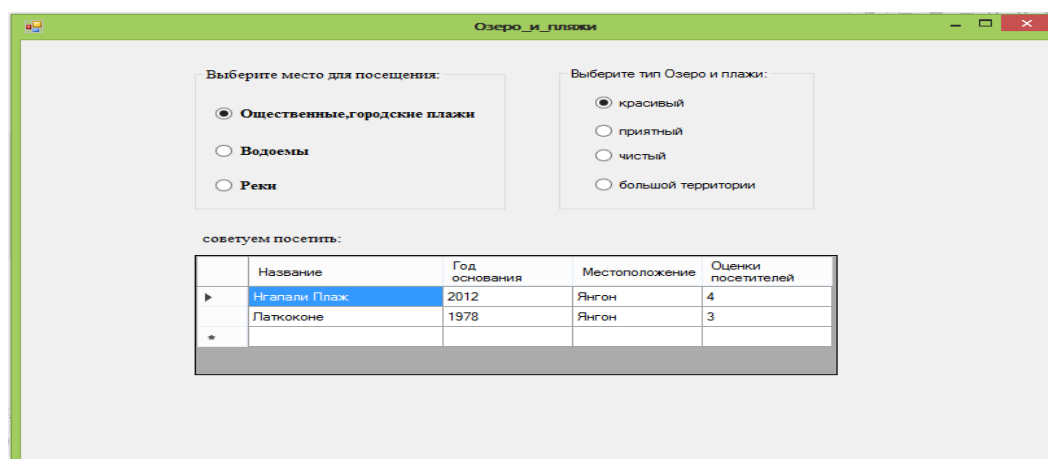 Озеро_и_пляжи
Выберите место для посещения:
Ощественные,городские плажи
Водоемы
Реки
Выберите тип Озеро и плажи:
красивый
приятный
чистый
большой территории
советуем посетить:
Название Год основания Местоположение Оценки посетителей
Нгапали Плаж 2012 Янгон 4
Латкоконе 1978 Янгон 3